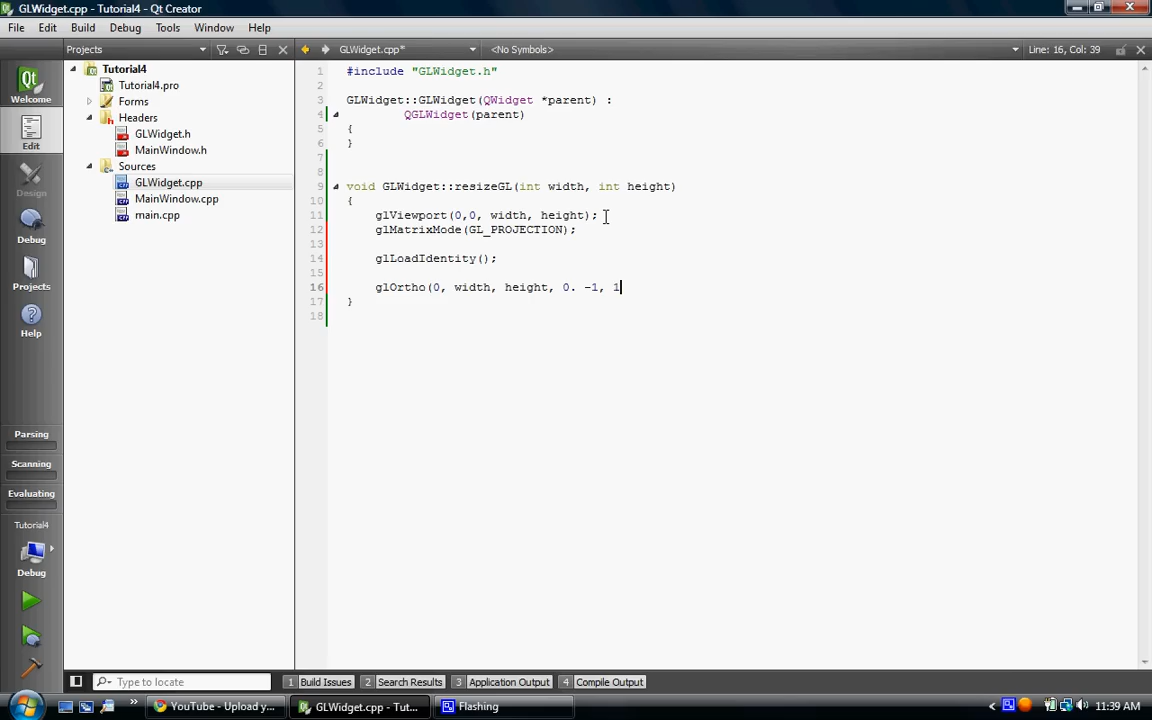 GLWidget.cpp - Tutorial4 - Qt Creator
File Edit Build Debug Tools Window Help
Projects GLWidget.cpp* <No Symbols> Line: 16, Col: 39
Qt
Welcome
Edit
Design
Debug
Projects
Help
Parsing
Scanning
Evaluating
Tutorial4
Debug
Tutorial4
Tutorial4.pro
Forms
Headers
GLWidget.h
MainWindow.h
Sources
GLWidget.cpp
MainWindow.cpp
main.cpp
1 #include "GLWidget.h"
2
3 GLWidget::GLWidget(QWidget *parent) :
4 QGLWidget(parent)
5 {
6 }
7
8
9 void GLWidget::resizeGL(int width, int height)
10 {
11 glViewport(0,0, width, height);
12 glMatrixMode(GL_PROJECTION);
13
14 glLoadIdentity();
15
16 glOrtho(0, width, height, 0. -1, 1
17 }
18
Type to locate 1 Build Issues 2 Search Results 3 Application Output 4 Compile Output
YouTube - Upload y... GLWidget.cpp - Tut... Flashing 11:39 AM